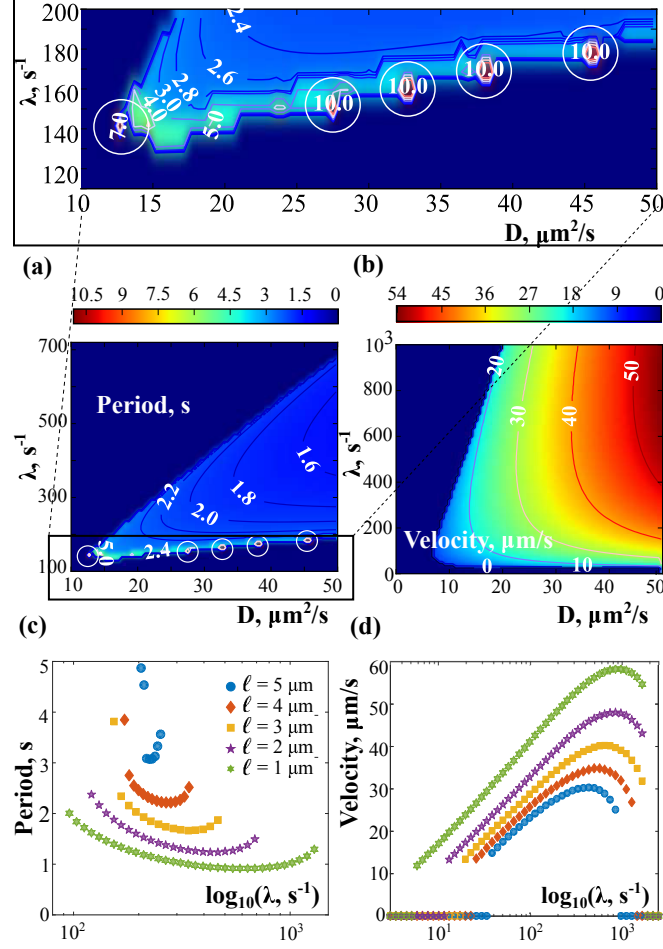 200
180
160
140
120
λ, s⁻¹
2.4
2.6
2.8
3.0
4.0
5.0
7.0
10.0
10.0
10.0
10.0
10 15 20 25 30 35 40 45 50
D, μm²/s
(a)
(b)
10.5 9 7.5 6 4.5 3 1.5 0
54 45 36 27 18 9 0
700
500
300
100
λ, s⁻¹
Period, s
2.2
1.6
1.8
2.0
2.4
5.0
10 20 30 40 50
D, μm²/s
10³
800
600
400
200
0
λ, s⁻¹
20
30
40
50
Velocity, μm/s
0
10
0 10 20 30 40 50
D, μm²/s
(c)
(d)
5
4
3
2
1
0
Period, s
ℓ = 5 μm
ℓ = 4 μm
ℓ = 3 μm
ℓ = 2 μm
ℓ = 1 μm
log₁₀(λ, s⁻¹)
10² 10³
60
50
40
30
20
10
0
Velocity, μm/s
log₁₀(λ, s⁻¹)
10¹ 10² 10³